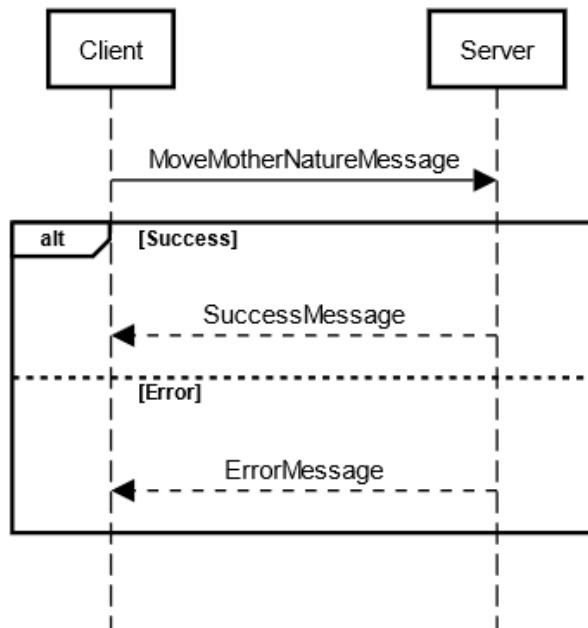 Client
Server
MoveMotherNatureMessage
alt
[Success]
SuccessMessage
[Error]
ErrorMessage